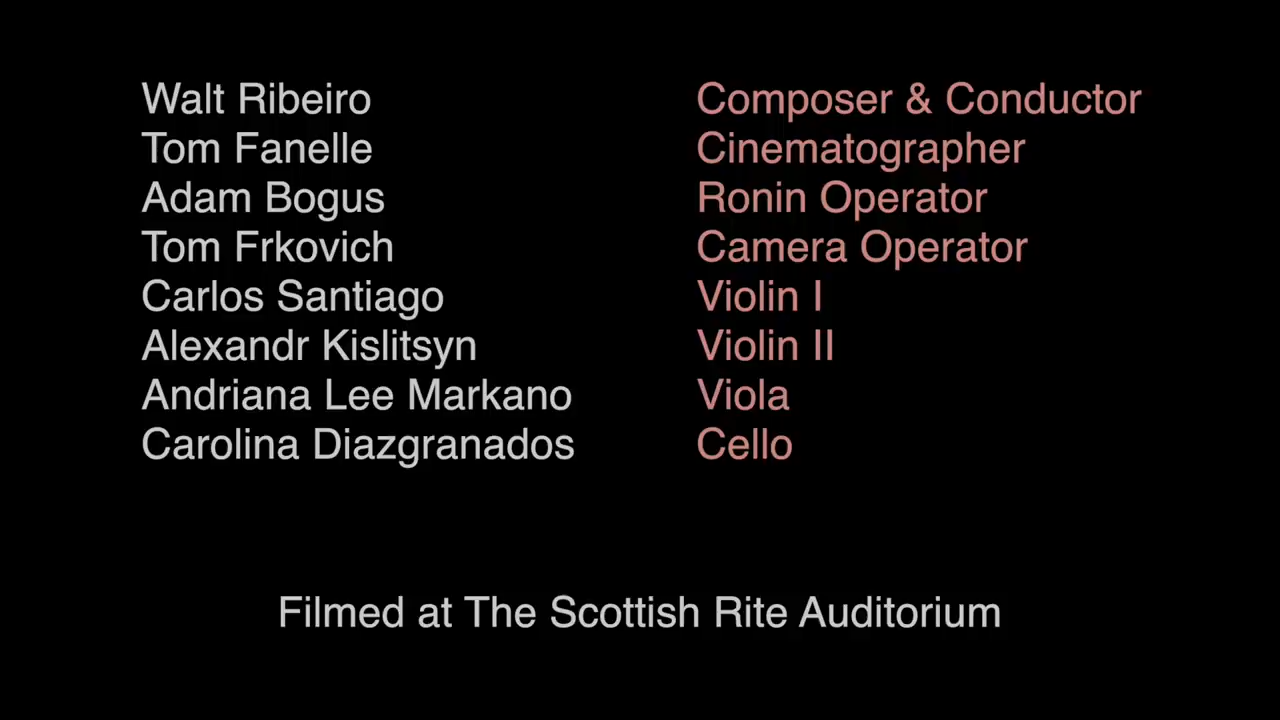 Walt Ribeiro Composer & Conductor
Tom Fanelle Cinematographer
Adam Bogus Ronin Operator
Tom Frkovich Camera Operator
Carlos Santiago Violin I
Alexandr Kislitsyn Violin II
Andriana Lee Markano Viola
Carolina Diazgranados Cello
Filmed at The Scottish Rite Auditorium